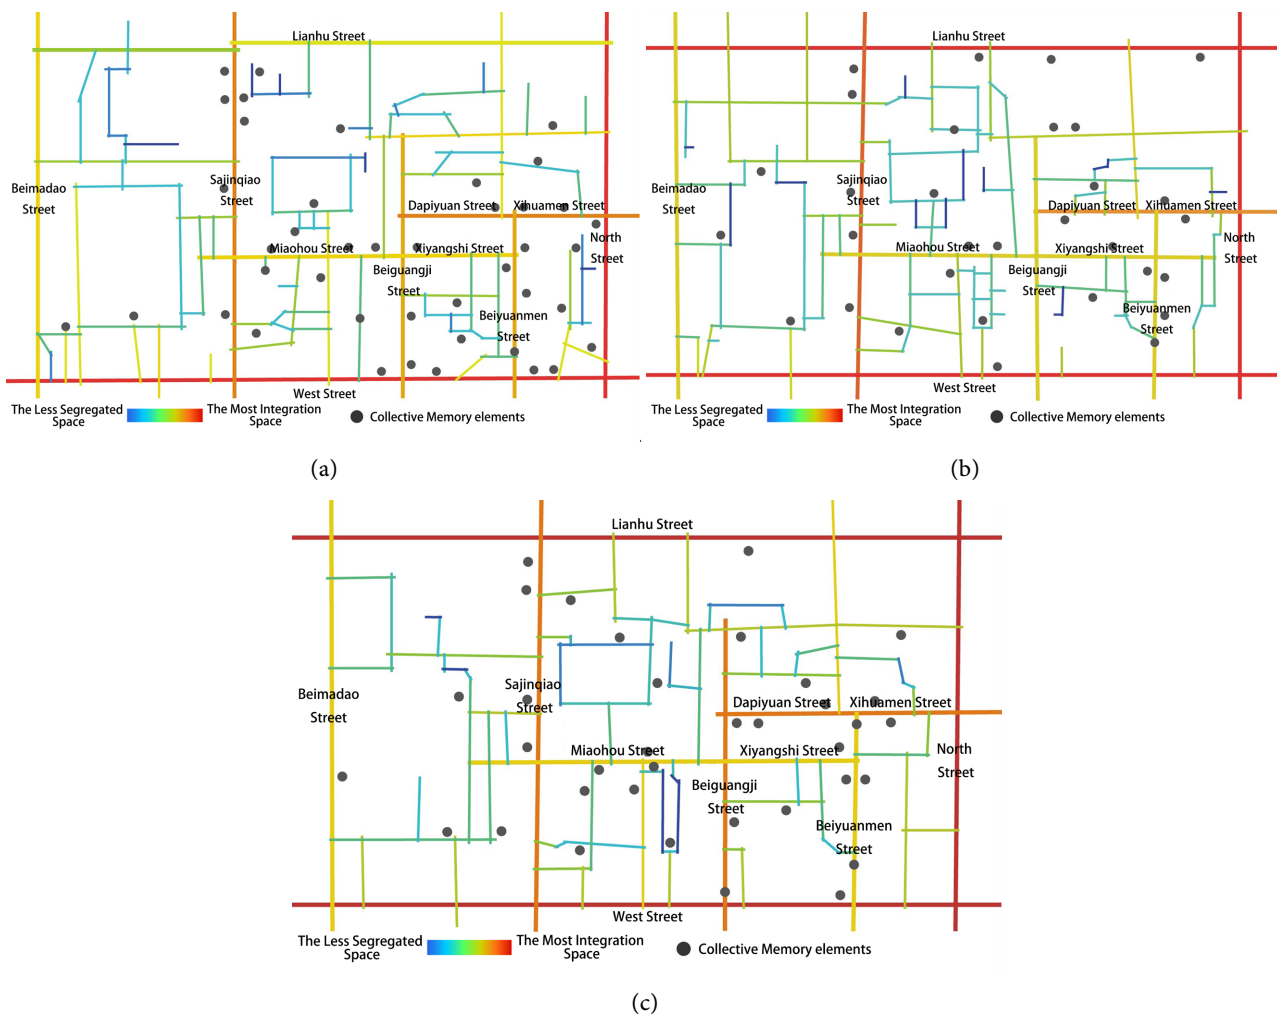 Lianhu Street
Beimadao
Street
Sajinqiao
Street
Dapiyuan Street
Xihuamen Street
North
Street
Miaohou Street
Xiyangshi Street
Beiguangji
Street
Beiyuanmen
Street
West Street
The Less Segregated
Space
The Most Integration
Space
Collective Memory elements
(a)
Lianhu Street
Beimadao
Street
Sajinqiao
Street
Dapiyuan Street
Xihuamen Street
North
Street
Miaohou Street
Xiyangshi Street
Beiguangji
Street
Beiyuanmen
Street
West Street
The Less Segregated
Space
The Most Integration
Space
Collective Memory elements
(b)
Lianhu Street
Beimadao
Street
Sajinqiao
Street
Dapiyuan Street
Xihuamen Street
North
Street
Miaohou Street
Xiyangshi Street
Beiguangji
Street
Beiyuanmen
Street
West Street
The Less Segregated
Space
The Most Integration
Space
Collective Memory elements
(c)